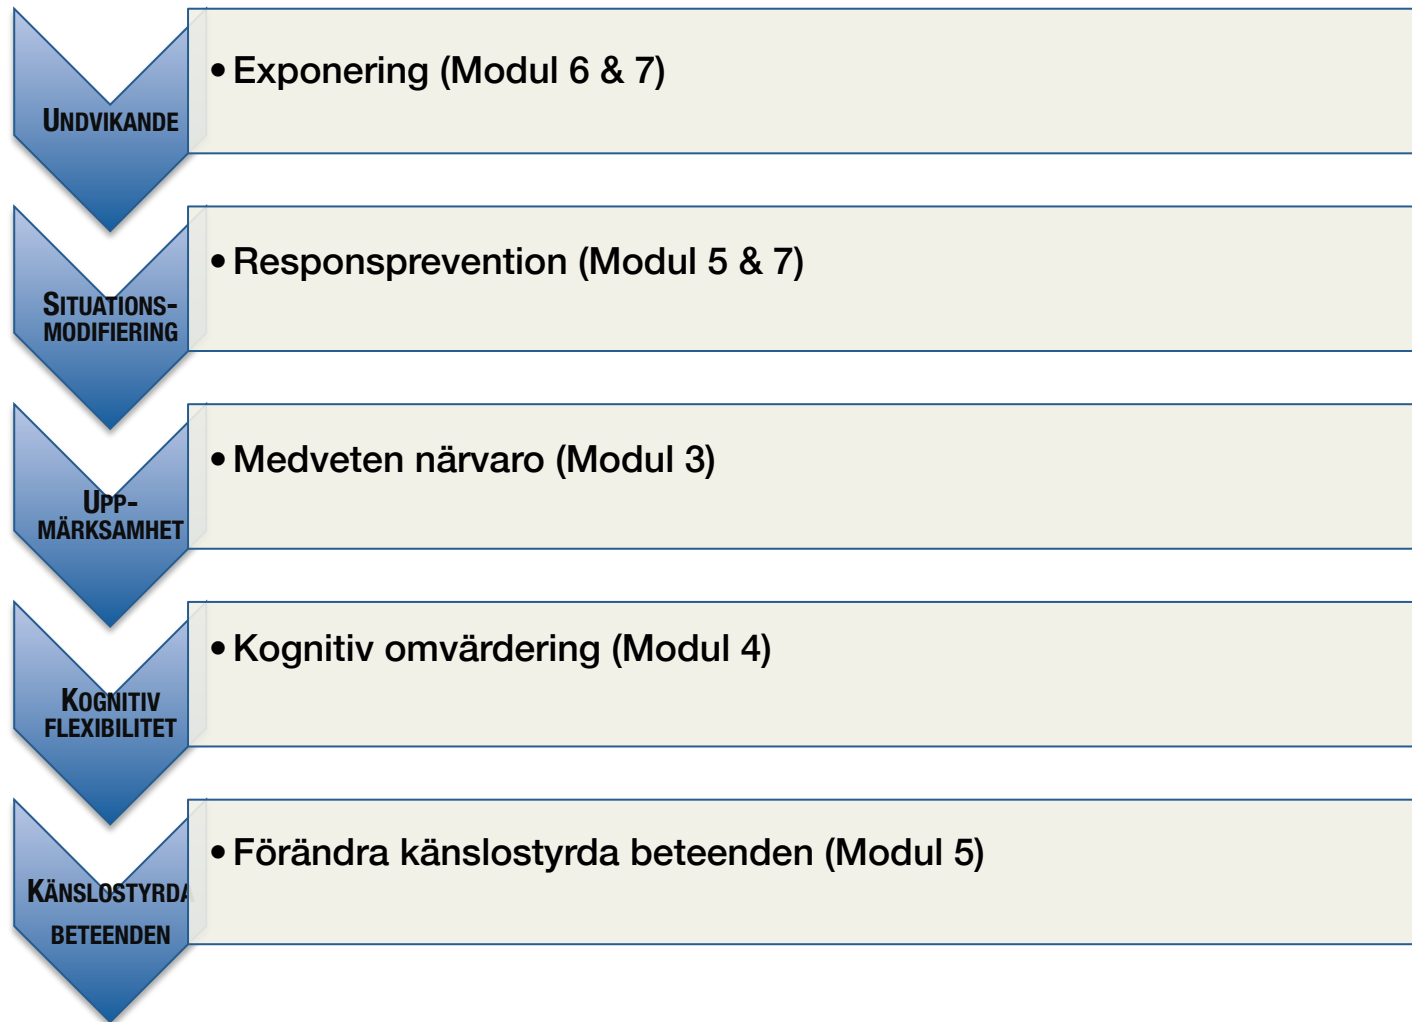 UNDVIKANDE
• Exponering (Modul 6 & 7)
SITUATIONS-
MODIFIERING
• Responsprevention (Modul 5 & 7)
UPP-
MÄRKSAMHET
• Medveten närvaro (Modul 3)
KOGNITIV
FLEXIBILITET
• Kognitiv omvärdering (Modul 4)
KÄNSLOSTYRDA
BETEENDEN
• Förändra känslostyrda beteenden (Modul 5)